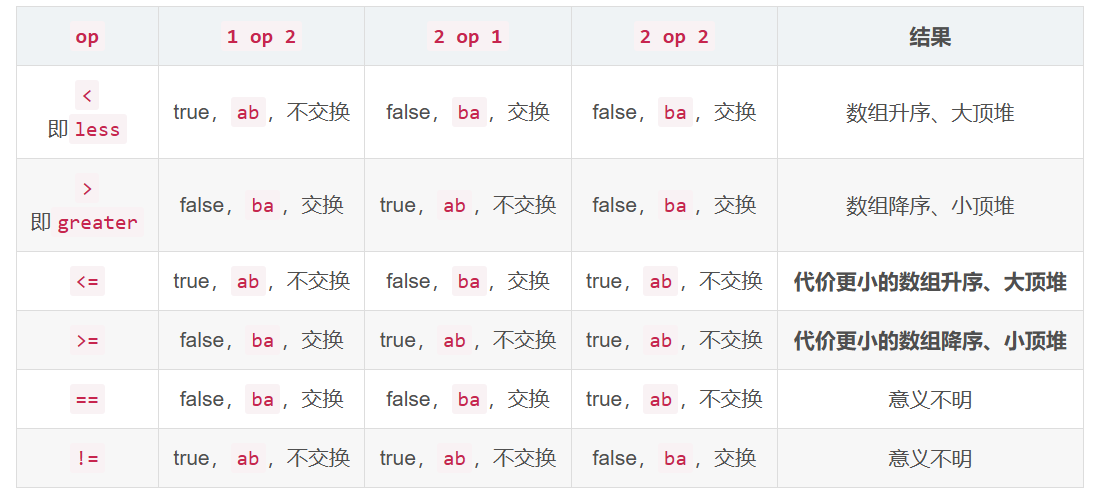 op 1 op 2 2 op 1 2 op 2 结果
<
即 less true，ab，不交换 false，ba，交换 false，ba，交换 数组升序、大顶堆
>
即 greater false，ba，交换 true，ab，不交换 false，ba，交换 数组降序、小顶堆
<= true，ab，不交换 false，ba，交换 true，ab，不交换 代价更小的数组升序、大顶堆
>= false，ba，交换 true，ab，不交换 true，ab，不交换 代价更小的数组降序、小顶堆
== false，ba，交换 false，ba，交换 true，ab，不交换 意义不明
!= true，ab，不交换 true，ab，不交换 false，ba，交换 意义不明